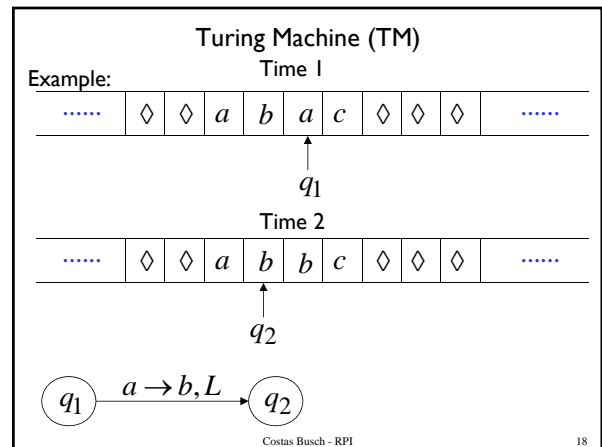 Turing Machine (TM)
Time 1
Example:
...... ◊ ◊ a b a c ◊ ◊ ◊ ......
q1
Time 2
...... ◊ ◊ a b b c ◊ ◊ ◊ ......
q2
q1 a → b, L q2
Costas Busch - RPI 18